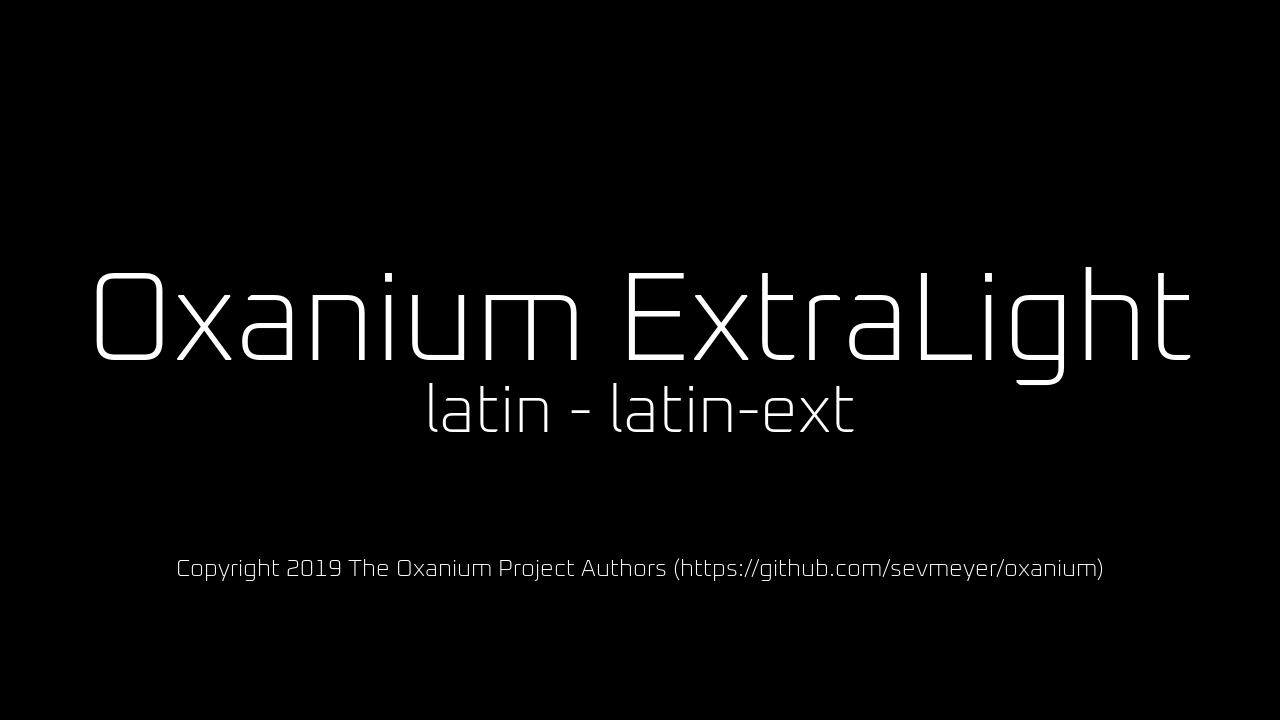 Oxanium ExtraLight
latin - latin-ext
Copyright 2019 The Oxanium Project Authors (https://github.com/sevmeyer/oxanium)